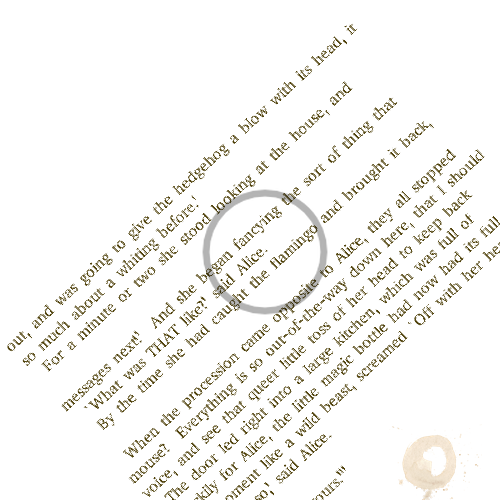 out, and was going to give the hedgehog a blow with its head, it
so much about a whiting before!'
For a minute or two she stood looking at the house, and
messages next!' And she began fancying the sort of thing that
`What was THAT like?' said Alice.
By the time she had caught the flamingo and brought it back,
When the procession came opposite to Alice, they all stopped
mouse? Everything is so out-of-the-way down here, that I should
voice, and see that queer little toss of her head to keep back
The door led right into a large kitchen, which was full of
kily for Alice, the little magic bottle had now had its full
oment like a wild beast, screamed `Off with her he
so, said Alice.
ours."'